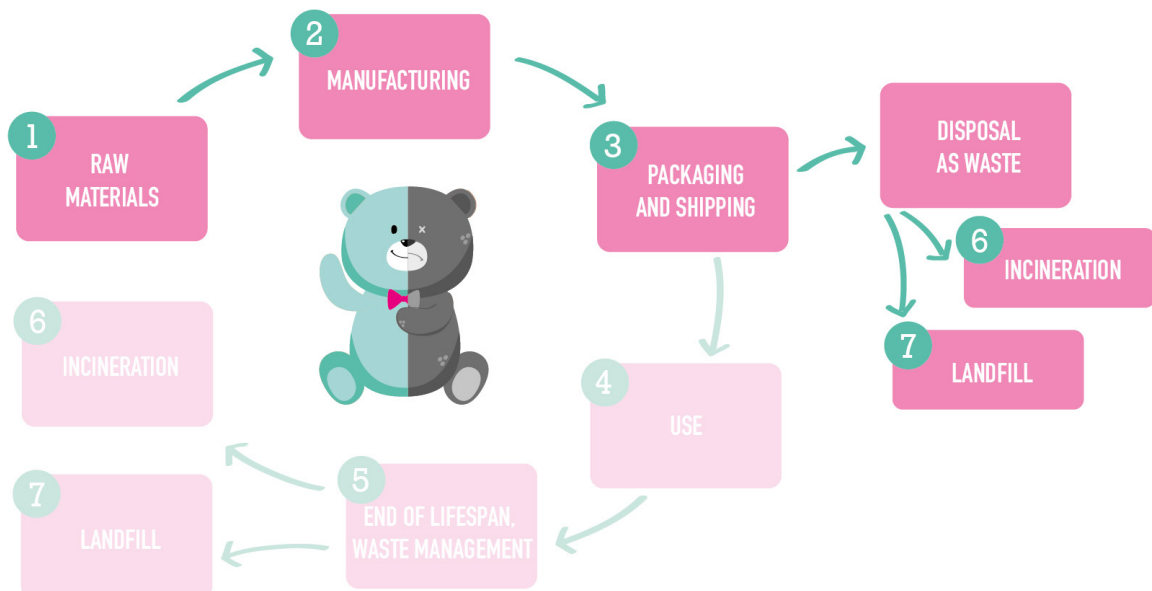 1
RAW
MATERIALS
2
MANUFACTURING
3
PACKAGING
AND SHIPPING
DISPOSAL
AS WASTE
6
INCINERATION
7
LANDFILL
4
USE
5
END OF LIFESPAN,
WASTE MANAGEMENT
6
INCINERATION
7
LANDFILL